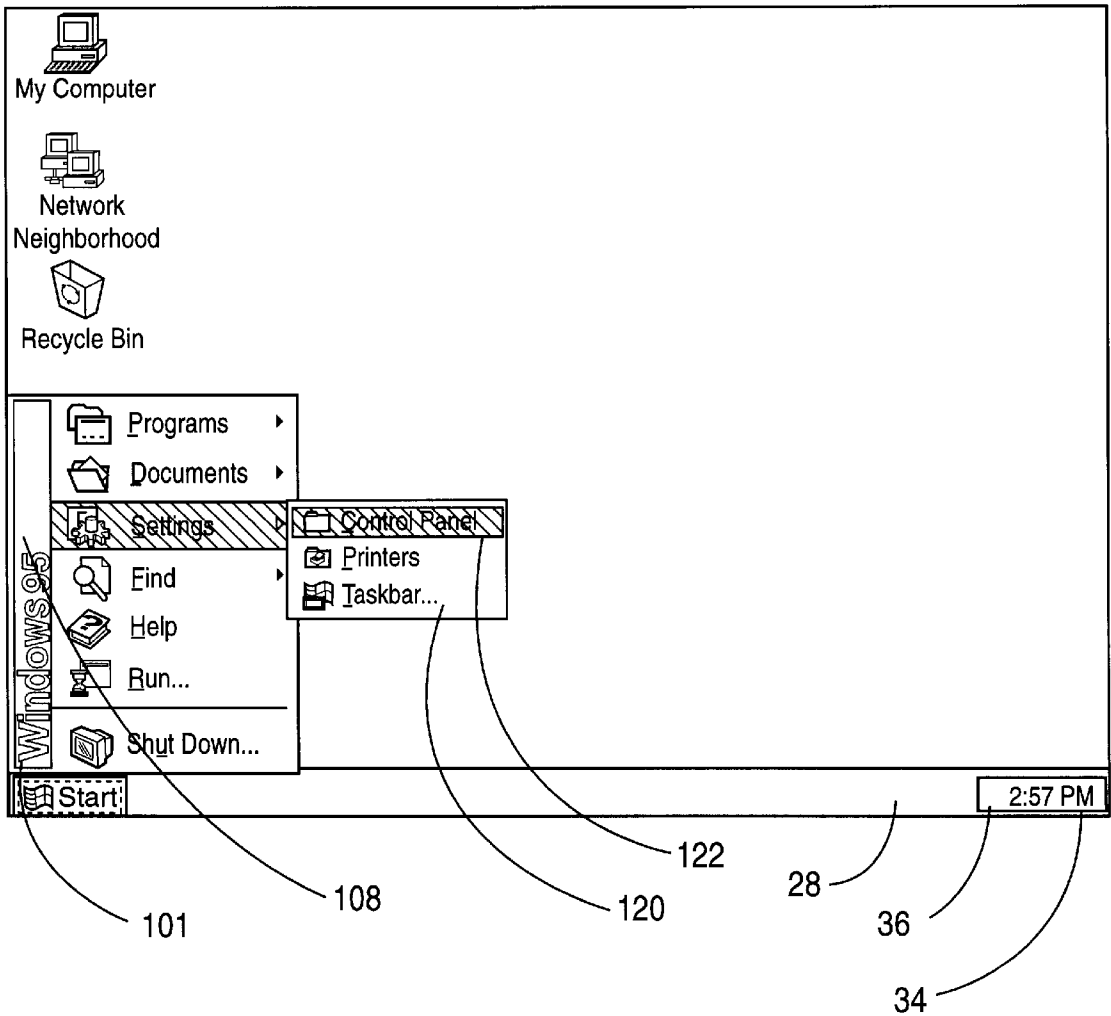 My Computer
Network
Neighborhood
Recycle Bin
Programs
Documents
Settings
Find
Help
Run...
Shut Down...
Windows95
Control Panel
Printers
Taskbar...
Start
2:57 PM
122
28
120
108
36
101
34